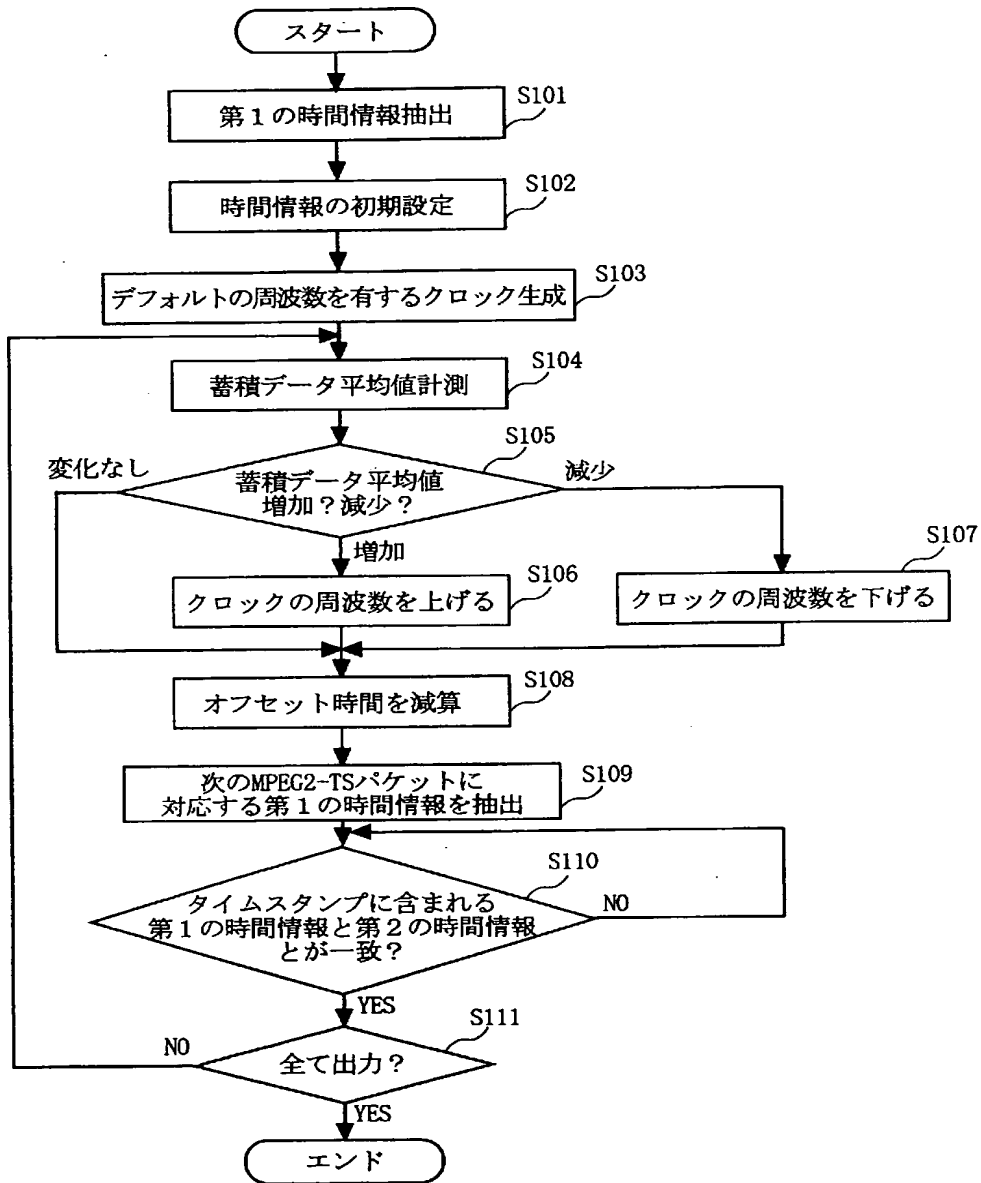 スタート
S101
第1の時間情報抽出
S102
時間情報の初期設定
S103
デフォルトの周波数を有するクロック生成
S104
蓄積データ平均値計測
S105
変化なし
蓄積データ平均値
増加?減少?
減少
増加
S106
クロックの周波数を上げる
S107
クロックの周波数を下げる
S108
オフセット時間を減算
S109
次のMPEG2-TSパケットに
対応する第1の時間情報を抽出
S110
タイムスタンプに含まれる
第1の時間情報と第2の時間情報
とが一致?
NO
YES
S111
NO
全て出力?
YES
エンド